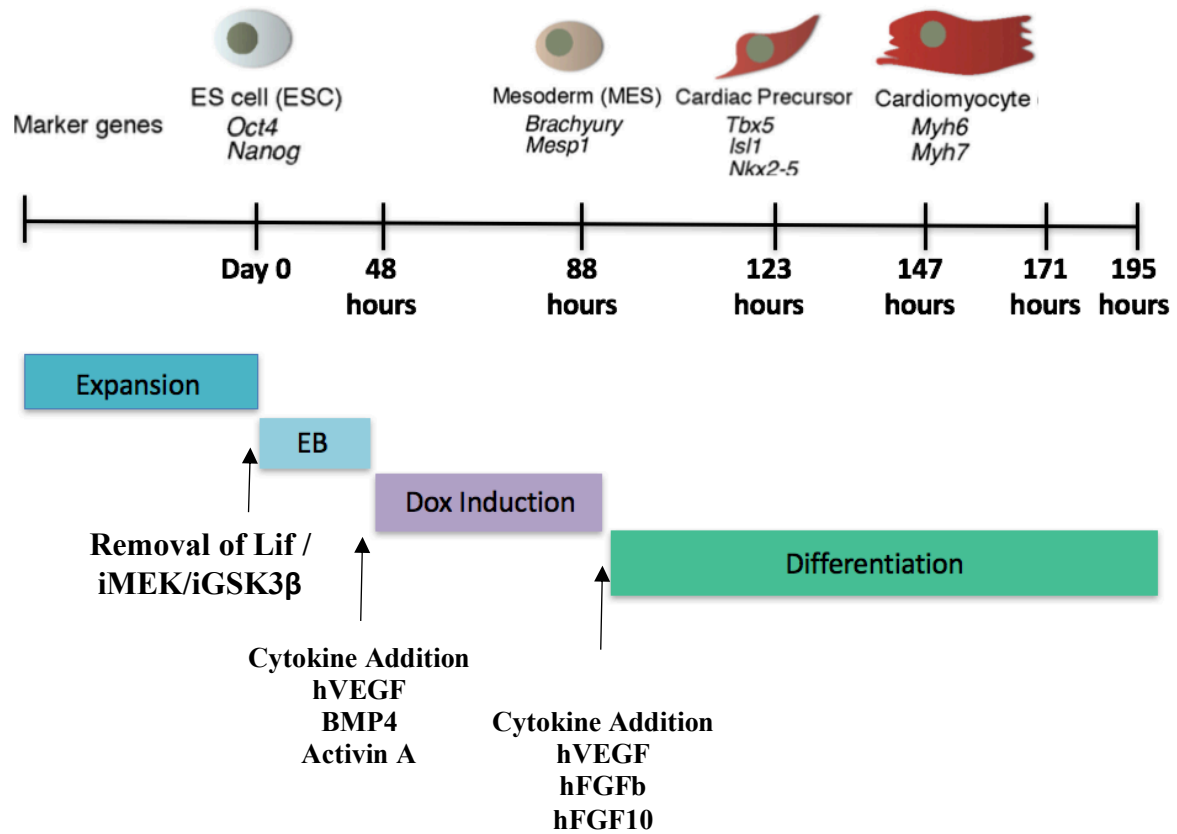 ES cell (ESC)
Oct4
Nanog
Mesoderm (MES)
Brachyury
Mesp1
Cardiac Precursor
Tbx5
Isl1
Nkx2-5
Cardiomyocyte
Myh6
Myh7
Marker genes
Day 0
48
hours
88
hours
123
hours
147
hours
171
hours
195
hours
Expansion
EB
Dox Induction
Differentiation
Removal of Lif /
iMEK/iGSK3β
Cytokine Addition
hVEGF
BMP4
Activin A
Cytokine Addition
hVEGF
hFGFb
hFGF10